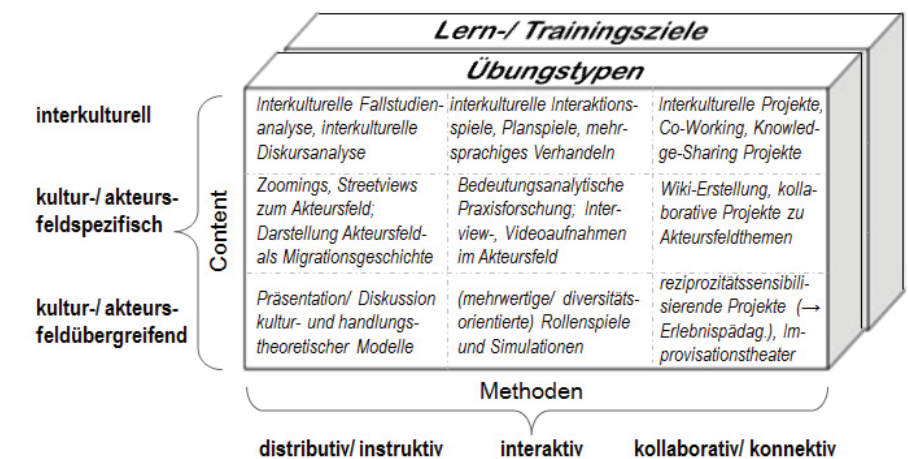 Lern-/ Trainingsziele
Übungstypen
interkulturell
kultur-/ akteurs-
feldspezifisch
kultur-/ akteurs-
feldübergreifend
Content
Interkulturelle Fallstudien-
analyse, interkulturelle
Diskursanalyse
interkulturelle Interaktions-
spiele, Planspiele, mehr-
sprachiges Verhandeln
Interkulturelle Projekte,
Co-Working, Knowled-
ge-Sharing Projekte
Zoomings, Streetviews
zum Akteursfeld;
Darstellung Akteursfeld-
als Migrationsgeschichte
Bedeutungsanalytische
Praxisforschung; Inter-
view-, Videoaufnahmen
im Akteursfeld
Wiki-Erstellung, kolla-
borative Projekte zu
Akteursfeldthemen
Präsentation/ Diskussion
kultur- und handlungs-
theoretischer Modelle
(mehrwertige/ diversitäts-
orientierte) Rollenspiele
und Simulationen
reziprozitätssensibili-
sierende Projekte (→
Erlebnispädag.), Im-
provisationstheater
Methoden
distributiv/ instruktiv
interaktiv
kollaborativ/ konnektiv